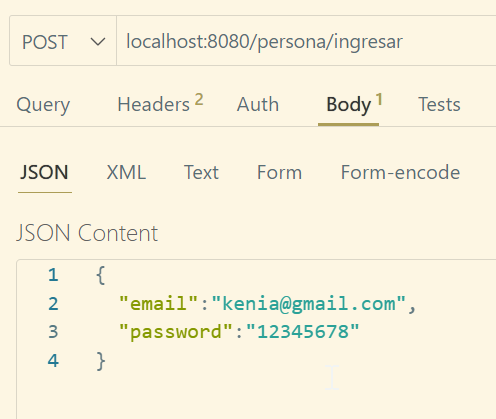 POST localhost:8080/persona/ingresar
Query Headers 2 Auth Body 1 Tests
JSON XML Text Form Form-encode
JSON Content
1 {
2 "email":"kenia@gmail.com",
3 "password":"12345678"
4 }